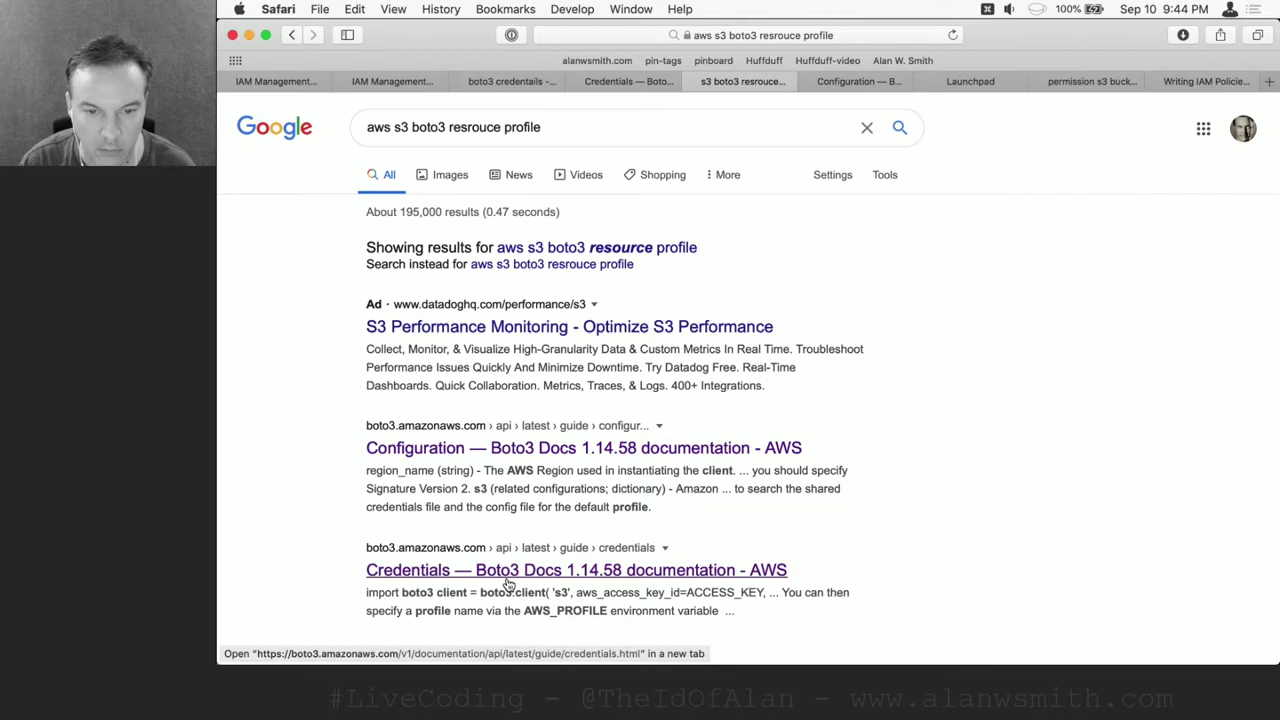 Safari File Edit View History Bookmarks Develop Window Help 100% Sep 10 9:44 PM
aws s3 boto3 resrouce profile
alanwsmith.com pin-tags pinboard Huffduff Huffduff-video Alan W. Smith
IAM Management... IAM Management... boto3 credentails -... Credentials — Boto... s3 boto3 resrouce... Configuration — B... Launchpad permission s3 buck... Writing IAM Policie...
Google aws s3 boto3 resrouce profile
All Images News Videos Shopping More Settings Tools
About 195,000 results (0.47 seconds)
Showing results for aws s3 boto3 resource profile
Search instead for aws s3 boto3 resrouce profile
Ad · www.datadoghq.com/performance/s3
S3 Performance Monitoring - Optimize S3 Performance
Collect, Monitor, & Visualize High-Granularity Data & Custom Metrics In Real Time. Troubleshoot
Performance Issues Quickly And Minimize Downtime. Try Datadog Free. Real-Time
Dashboards. Quick Collaboration. Metrics, Traces, & Logs. 400+ Integrations.
boto3.amazonaws.com › api › latest › guide › configur...
Configuration — Boto3 Docs 1.14.58 documentation - AWS
region_name (string) - The AWS Region used in instantiating the client. ... you should specify
Signature Version 2. s3 (related configurations; dictionary) - Amazon ... to search the shared
credentials file and the config file for the default profile.
boto3.amazonaws.com › api › latest › guide › credentials
Credentials — Boto3 Docs 1.14.58 documentation - AWS
import boto3 client = boto3.client( 's3', aws_access_key_id=ACCESS_KEY, ... You can then
specify a profile name via the AWS_PROFILE environment variable ...
Open "https://boto3.amazonaws.com/v1/documentation/api/latest/guide/credentials.html" in a new tab
#LiveCoding - @TheIdOfAlan - www.alanwsmith.com